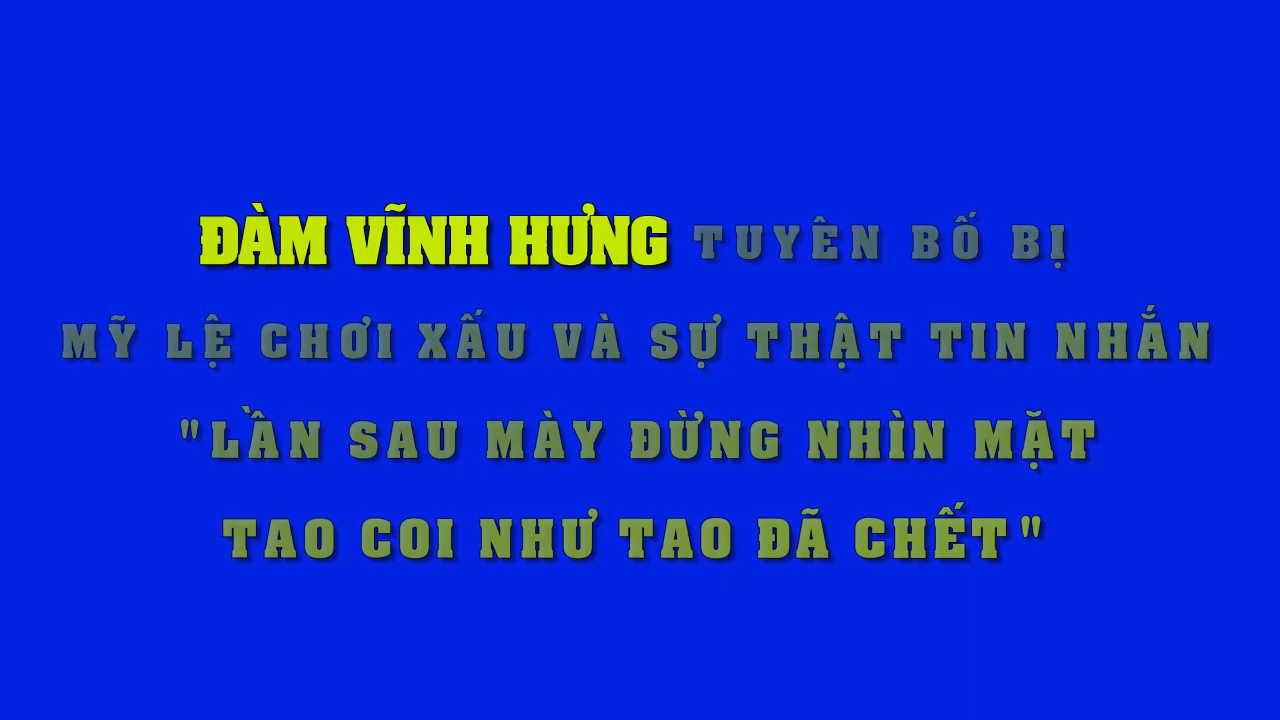 ĐÀM VĨNH HƯNG TUYÊN BỐ BỊ
MỸ LỆ CHƠI XẤU VÀ SỰ THẬT TIN NHẮN
"LẦN SAU MÀY ĐỪNG NHÌN MẶT
TAO COI NHƯ TAO ĐÃ CHẾT"